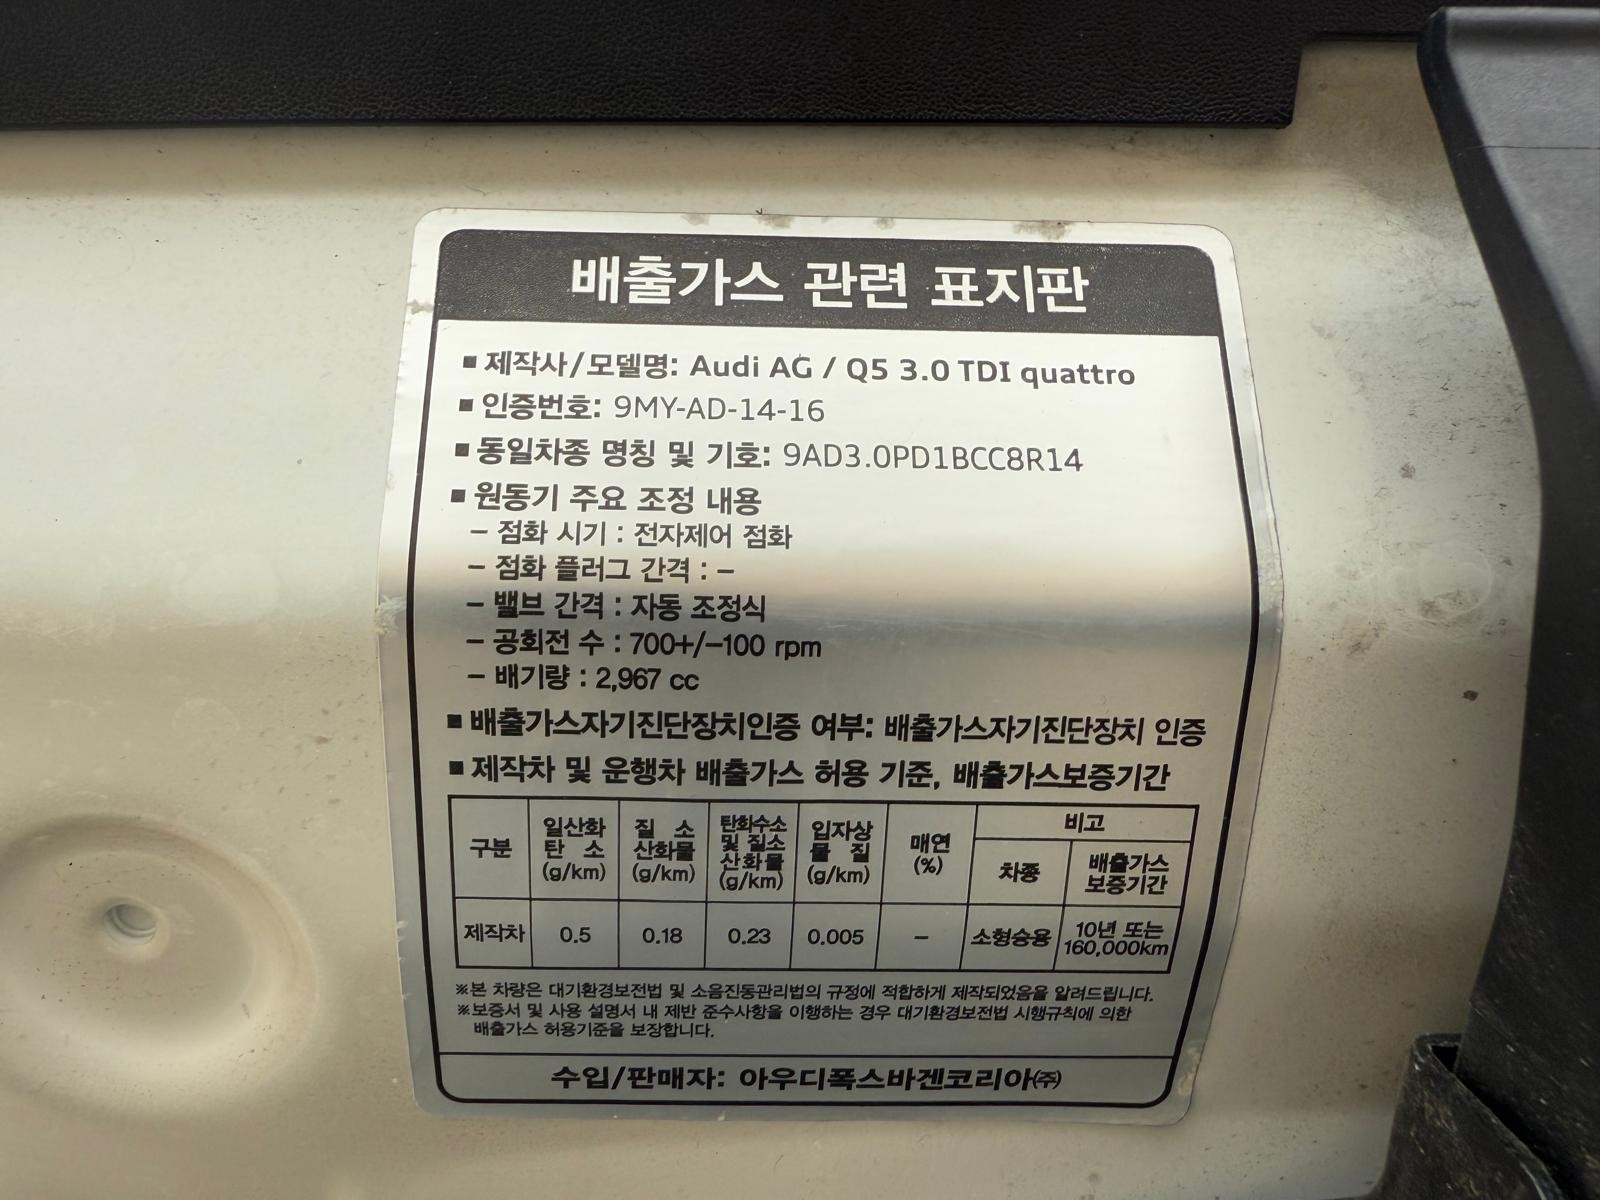 배출가스 관련 표지판
▪ 제작사/모델명: Audi AG / Q5 3.0 TDI quattro
▪ 인증번호: 9MY-AD-14-16
▪ 동일차종 명칭 및 기호: 9AD3.0PD1BCC8R14
▪ 원동기 주요 조정 내용
– 점화 시기 : 전자제어 점화
– 점화 플러그 간격 : –
– 밸브 간격 : 자동 조정식
– 공회전 수 : 700+/–100 rpm
– 배기량 : 2,967 cc
▪ 배출가스자기진단장치인증 여부: 배출가스자기진단장치 인증
▪ 제작차 및 운행차 배출가스 허용 기준, 배출가스보증기간
구분 일산화 탄 소 (g/km) 질 소 산화물 (g/km) 탄화수소 및 질소 산화물 (g/km) 입자상 물 질 (g/km) 매연 (%) 비고
차종 배출가스 보증기간
제작차 0.5 0.18 0.23 0.005 – 소형승용 10년 또는 160,000km
※본 차량은 대기환경보전법 및 소음진동관리법의 규정에 적합하게 제작되었음을 알려드립니다.
※보증서 및 사용 설명서 내 제반 준수사항을 이행하는 경우 대기환경보전법 시행규칙에 의한
배출가스 허용기준을 보장합니다.
수입/판매자: 아우디폭스바겐코리아㈜